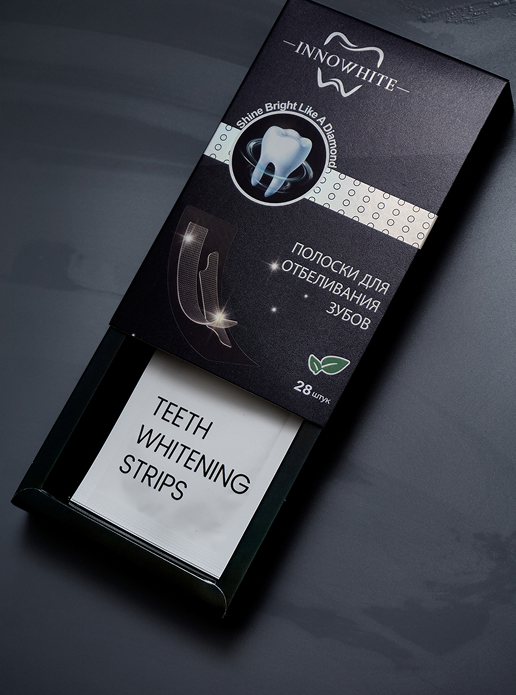 INNOWHITE
Shine Bright Like A Diamond
ПОЛОСКИ ДЛЯ
ОТБЕЛИВАНИЯ
ЗУБОВ
28 штук
TEETH
WHITENING
STRIPS